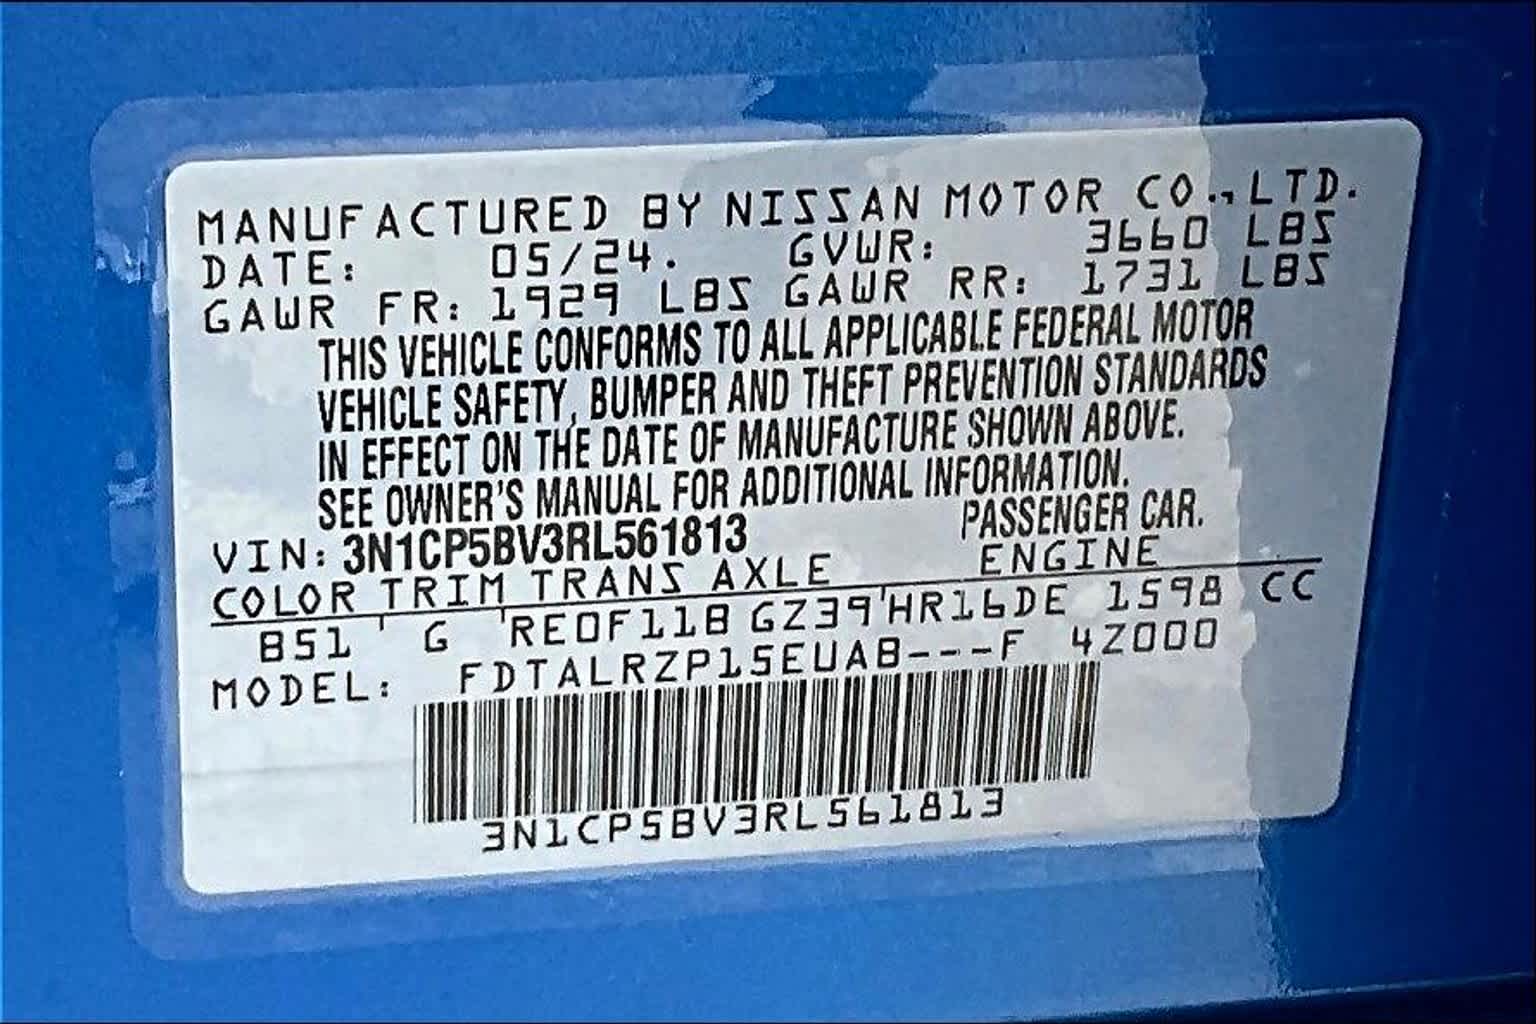 MANUFACTURED BY NISSAN MOTOR CO.,LTD.
DATE: 05/24. GVWR: 3660 LBS
GAWR FR: 1929 LBS GAWR RR: 1731 LBS
THIS VEHICLE CONFORMS TO ALL APPLICABLE FEDERAL MOTOR
VEHICLE SAFETY, BUMPER AND THEFT PREVENTION STANDARDS
IN EFFECT ON THE DATE OF MANUFACTURE SHOWN ABOVE.
SEE OWNER'S MANUAL FOR ADDITIONAL INFORMATION.
VIN: 3N1CP5BV3RL561813 PASSENGER CAR.
COLOR TRIM TRANS AXLE ENGINE
B51 ' G 'RE0F11B GZ39'HR16DE 1598 CC
MODEL: FDTALRZP15EUAB---F 4Z000
3N1CP5BV3RL561813